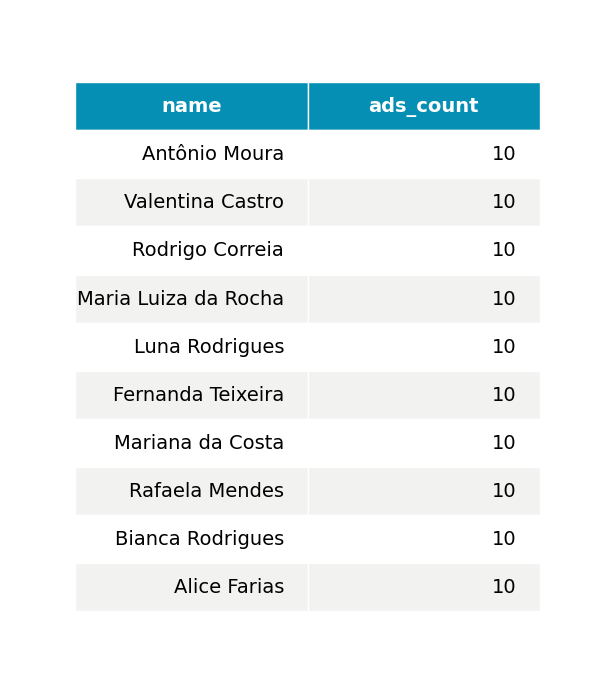 name ads_count
Antônio Moura 10
Valentina Castro 10
Rodrigo Correia 10
Maria Luiza da Rocha 10
Luna Rodrigues 10
Fernanda Teixeira 10
Mariana da Costa 10
Rafaela Mendes 10
Bianca Rodrigues 10
Alice Farias 10